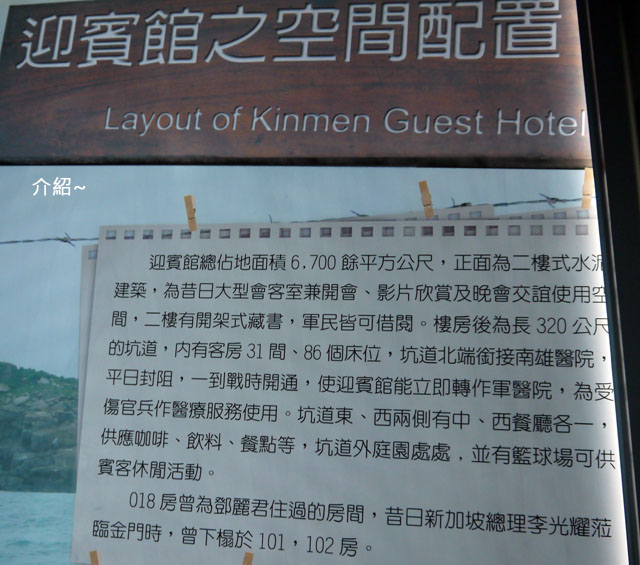 迎賓館之空間配置
Layout of Kinmen Guest Hotel
介紹~
迎賓館總佔地面積6.700餘平方公尺，正面為二樓式水泥
建築，為昔日大型會客室兼開會、影片欣賞及晚會交誼使用空
間，二樓有開架式藏書，軍民皆可借閱。樓房後為長320公尺
的坑道，內有客房31間、86個床位，坑道北端銜接南雄醫院，
平日封阻，一到戰時開通，使迎賓館能立即轉作軍醫院，為受
傷官兵作醫療服務使用。坑道東、西兩側有中、西餐廳各一，
供應咖啡、飲料、餐點等，坑道外庭園處處．並有籃球場可供
賓客休閒活動。
018房曾為鄧麗君住過的房間，昔日新加坡總理李光耀蒞
臨金門時，曾下榻於101，102房。